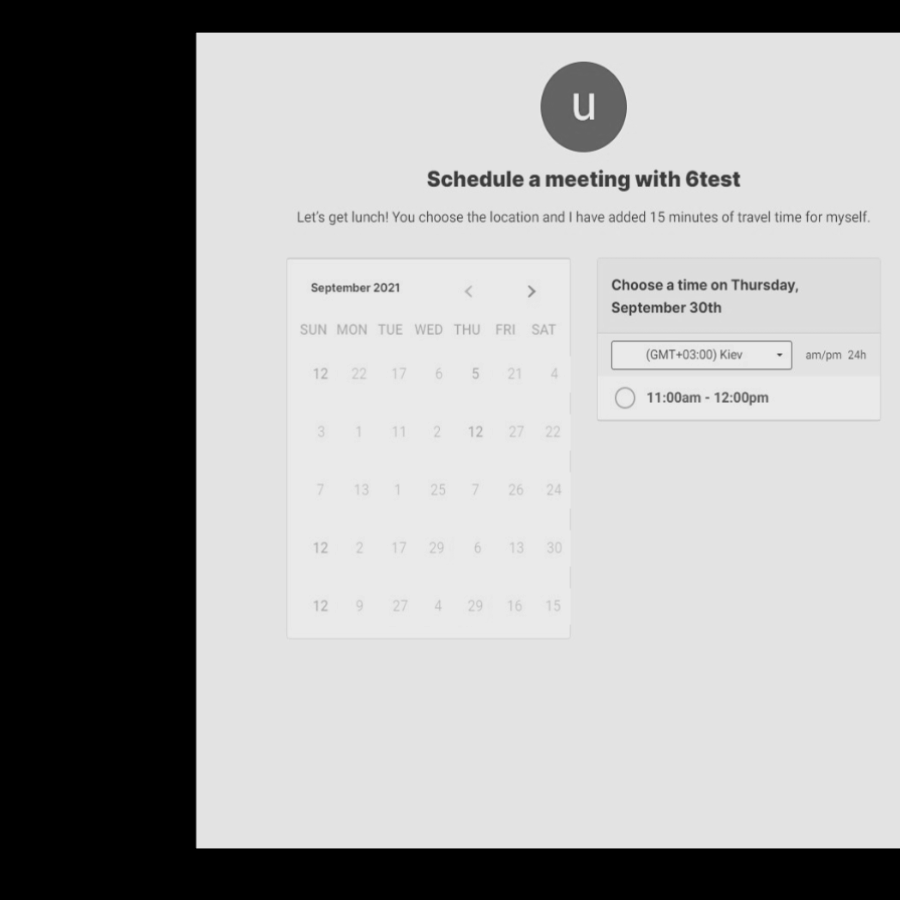 u
Schedule a meeting with 6test
Let's get lunch! You choose the location and I have added 15 minutes of travel time for myself.
September 2021
SUN MON TUE WED THU FRI SAT
12 22 17 6 5 21 4
3 1 11 2 12 27 22
7 13 1 25 7 26 24
12 2 17 29 6 13 30
12 9 27 4 29 16 15
Choose a time on Thursday,
September 30th
(GMT+03:00) Kiev am/pm 24h
11:00am - 12:00pm